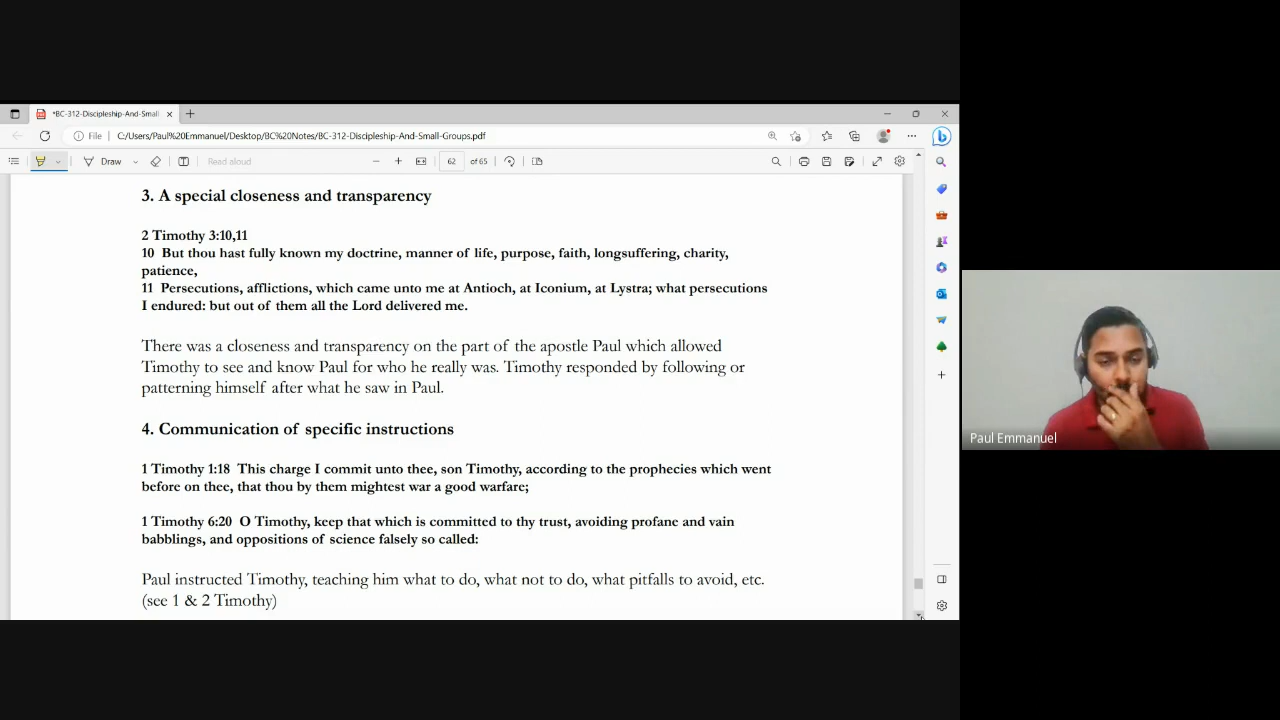 *BC-312-Discipleship-And-Small
File
C:/Users/Paul%20Emmanuel/Desktop/BC%20Notes/BC-312-Discipleship-And-Small-Groups.pdf
Draw
Read aloud
62 of 65
3. A special closeness and transparency
2 Timothy 3:10,11
10 But thou hast fully known my doctrine, manner of life, purpose, faith, longsuffering, charity,
patience,
11 Persecutions, afflictions, which came unto me at Antioch, at Iconium, at Lystra; what persecutions
I endured: but out of them all the Lord delivered me.
There was a closeness and transparency on the part of the apostle Paul which allowed
Timothy to see and know Paul for who he really was. Timothy responded by following or
patterning himself after what he saw in Paul.
4. Communication of specific instructions
1 Timothy 1:18 This charge I commit unto thee, son Timothy, according to the prophecies which went
before on thee, that thou by them mightest war a good warfare;
1 Timothy 6:20 O Timothy, keep that which is committed to thy trust, avoiding profane and vain
babblings, and oppositions of science falsely so called:
Paul instructed Timothy, teaching him what to do, what not to do, what pitfalls to avoid, etc.
(see 1 & 2 Timothy)
Paul Emmanuel